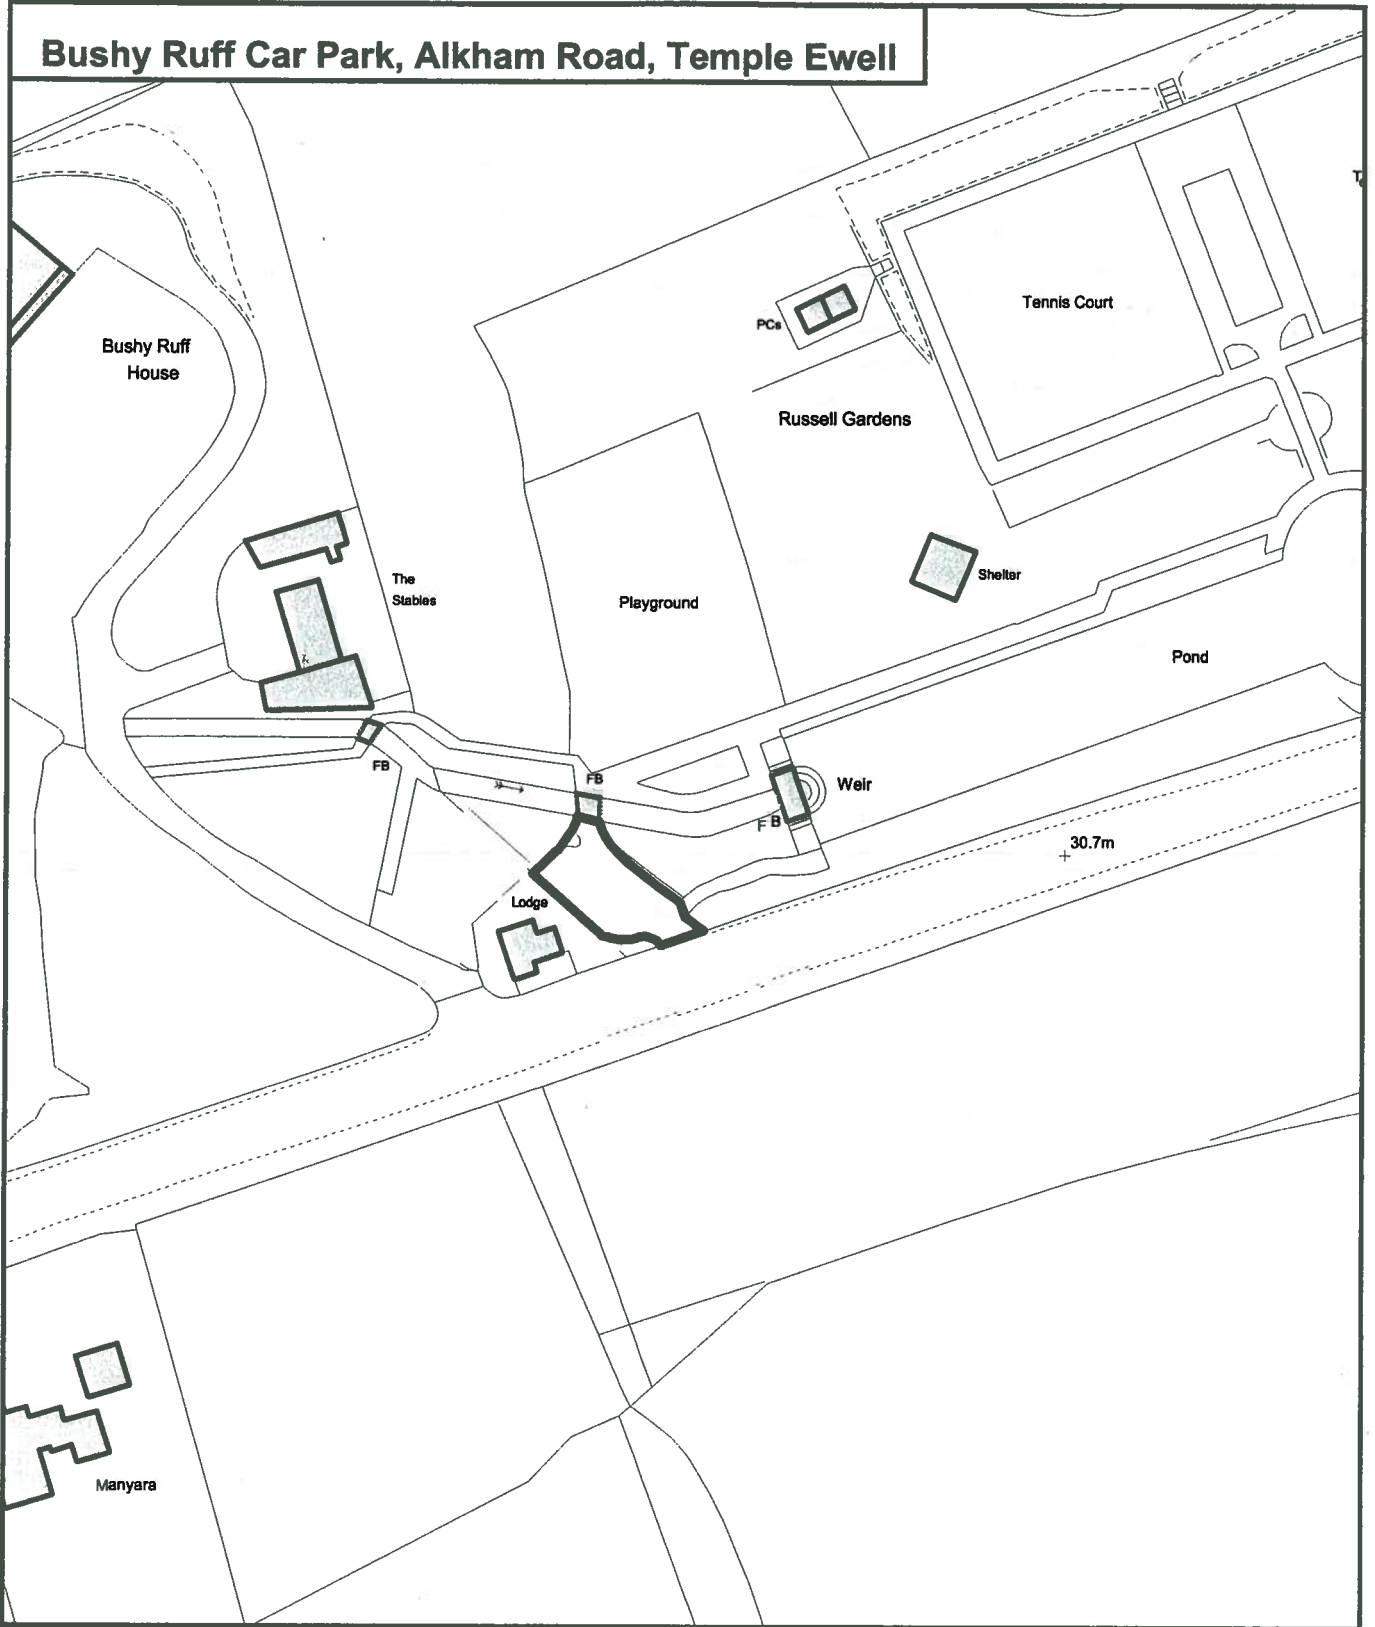 Bushy Ruff Car Park, Alkham Road, Temple Ewell
Bushy Ruff
House
PCs
Tennis Court
Russell Gardens
The
Stables
Playground
Shelter
Pond
FB
FB
Weir
FB
30.7m
Lodge
Manyara